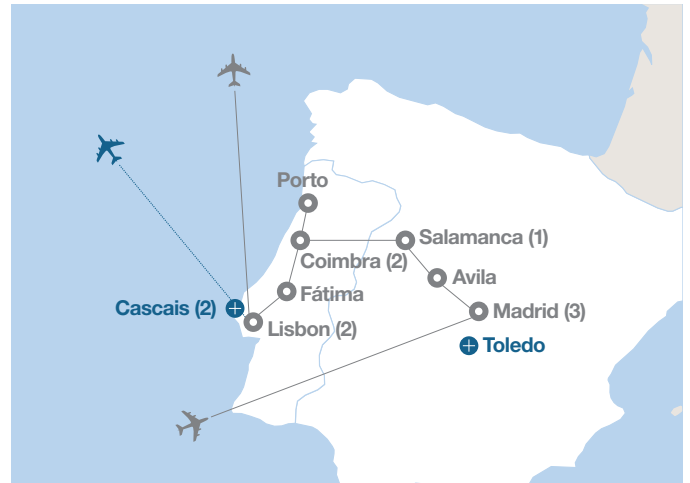 Porto
Salamanca (1)
Coimbra (2)
Avila
Fátima
Cascais (2)
Madrid (3)
Lisbon (2)
Toledo